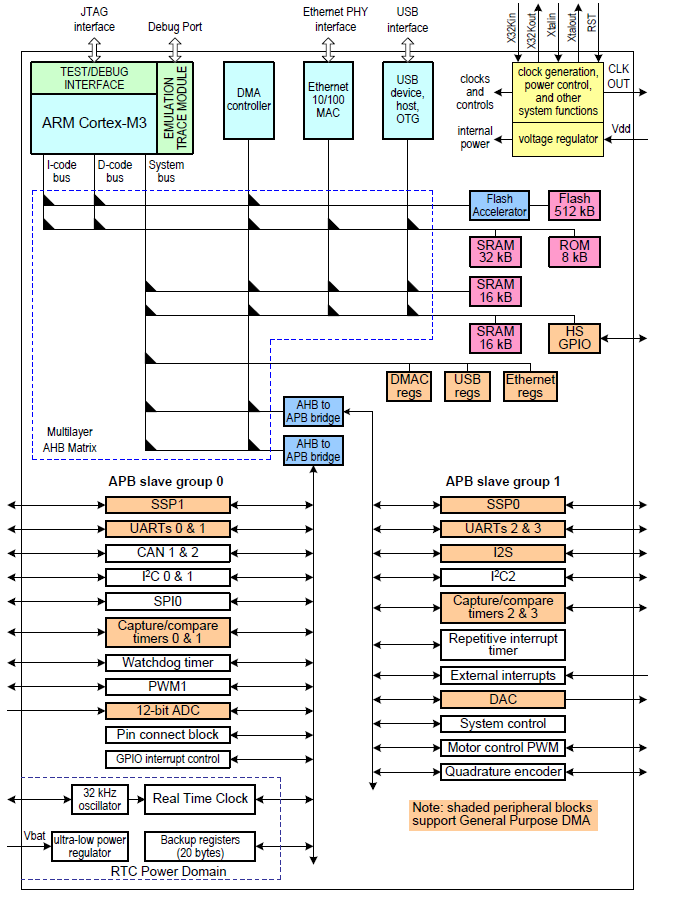 JTAG
interface
Debug Port
Ethernet PHY
interface
USB
interface
X32Kin
X32Kout
Xtalin
Xtalout
RST
TEST/DEBUG
INTERFACE
ARM Cortex-M3
EMULATION
TRACE MODULE
DMA
controller
Ethernet
10/100
MAC
USB
device,
host,
OTG
clocks
and
controls
clock generation,
power control,
and other
system functions
CLK
OUT
internal
power
voltage regulator
Vdd
I-code
bus
D-code
bus
System
bus
Flash
Accelerator
Flash
512 kB
SRAM
32 kB
ROM
8 kB
SRAM
16 kB
SRAM
16 kB
HS
GPIO
DMAC
regs
USB
regs
Ethernet
regs
AHB to
APB bridge
Multilayer
AHB Matrix
AHB to
APB bridge
APB slave group 0
SSP1
UARTs 0 & 1
CAN 1 & 2
I²C 0 & 1
SPI0
Capture/compare
timers 0 & 1
Watchdog timer
PWM1
12-bit ADC
Pin connect block
GPIO interrupt control
32 kHz
oscillator
Real Time Clock
Vbat
ultra-low power
regulator
Backup registers
(20 bytes)
RTC Power Domain
APB slave group 1
SSP0
UARTs 2 & 3
I2S
I²C2
Capture/compare
timers 2 & 3
Repetitive interrupt
timer
External interrupts
DAC
System control
Motor control PWM
Quadrature encoder
Note: shaded peripheral blocks
support General Purpose DMA